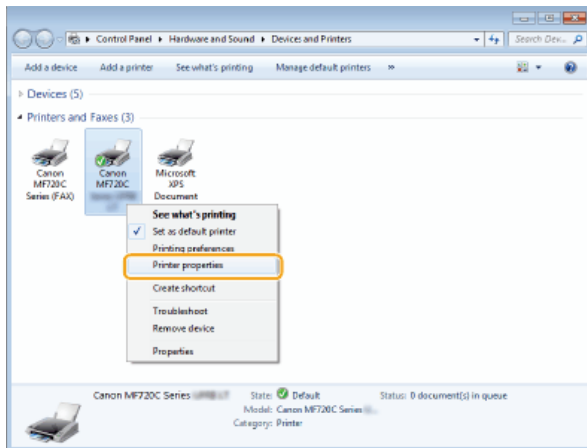 Control Panel ▸ Hardware and Sound ▸ Devices and Printers
Search Dev...
Add a device Add a printer See what's printing Manage default printers »
Devices (5)
Printers and Faxes (3)
Canon
MF720C
Series (FAX)
Canon
MF720C
Microsoft
XPS
Document
See what's printing
Set as default printer
Printing preferences
Printer properties
Create shortcut
Troubleshoot
Remove device
Properties
Canon MF720C Series State: Default Status: 0 document(s) in queue
Model: Canon MF720C Series
Category: Printer